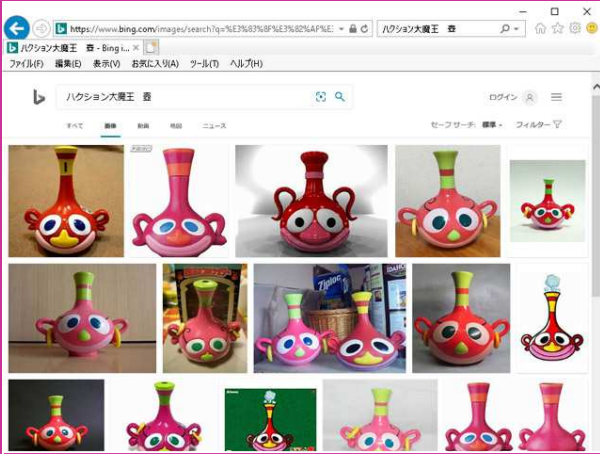 https://www.bing.com/images/search?q=%E3%83%8F%E3%82%AF%E:
ハクション大魔王　壺
ハクション大魔王　壺 - Bing i...
ファイル(F) 編集(E) 表示(V) お気に入り(A) ツール(T) ヘルプ(H)
ハクション大魔王　壺
ログイン
すべて 画像 動画 地図 ニュース
セーフ サーチ: 標準 フィルター
Ziploc
IDAHO